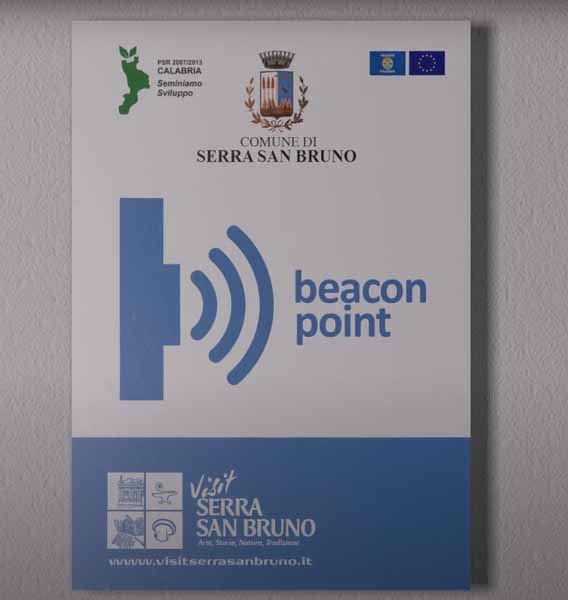 PSR 2007/2013
CALABRIA
Seminiamo
Sviluppo
COMUNE DI
SERRA SAN BRUNO
beacon
point
Visit
SERRA
SAN BRUNO
Arte, Storia, Natura, Tradizione
www.visitserrasanbruno.it